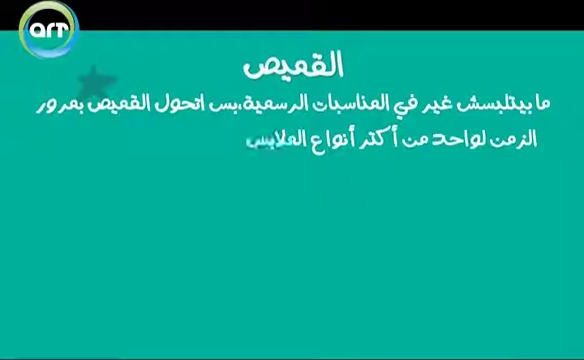 art
القميص
ما بيتلبسش غير في المناسبات الرسمية،بس اتحول القميص بمرور
الزمن لواحد من أكتر أنواع الملابس